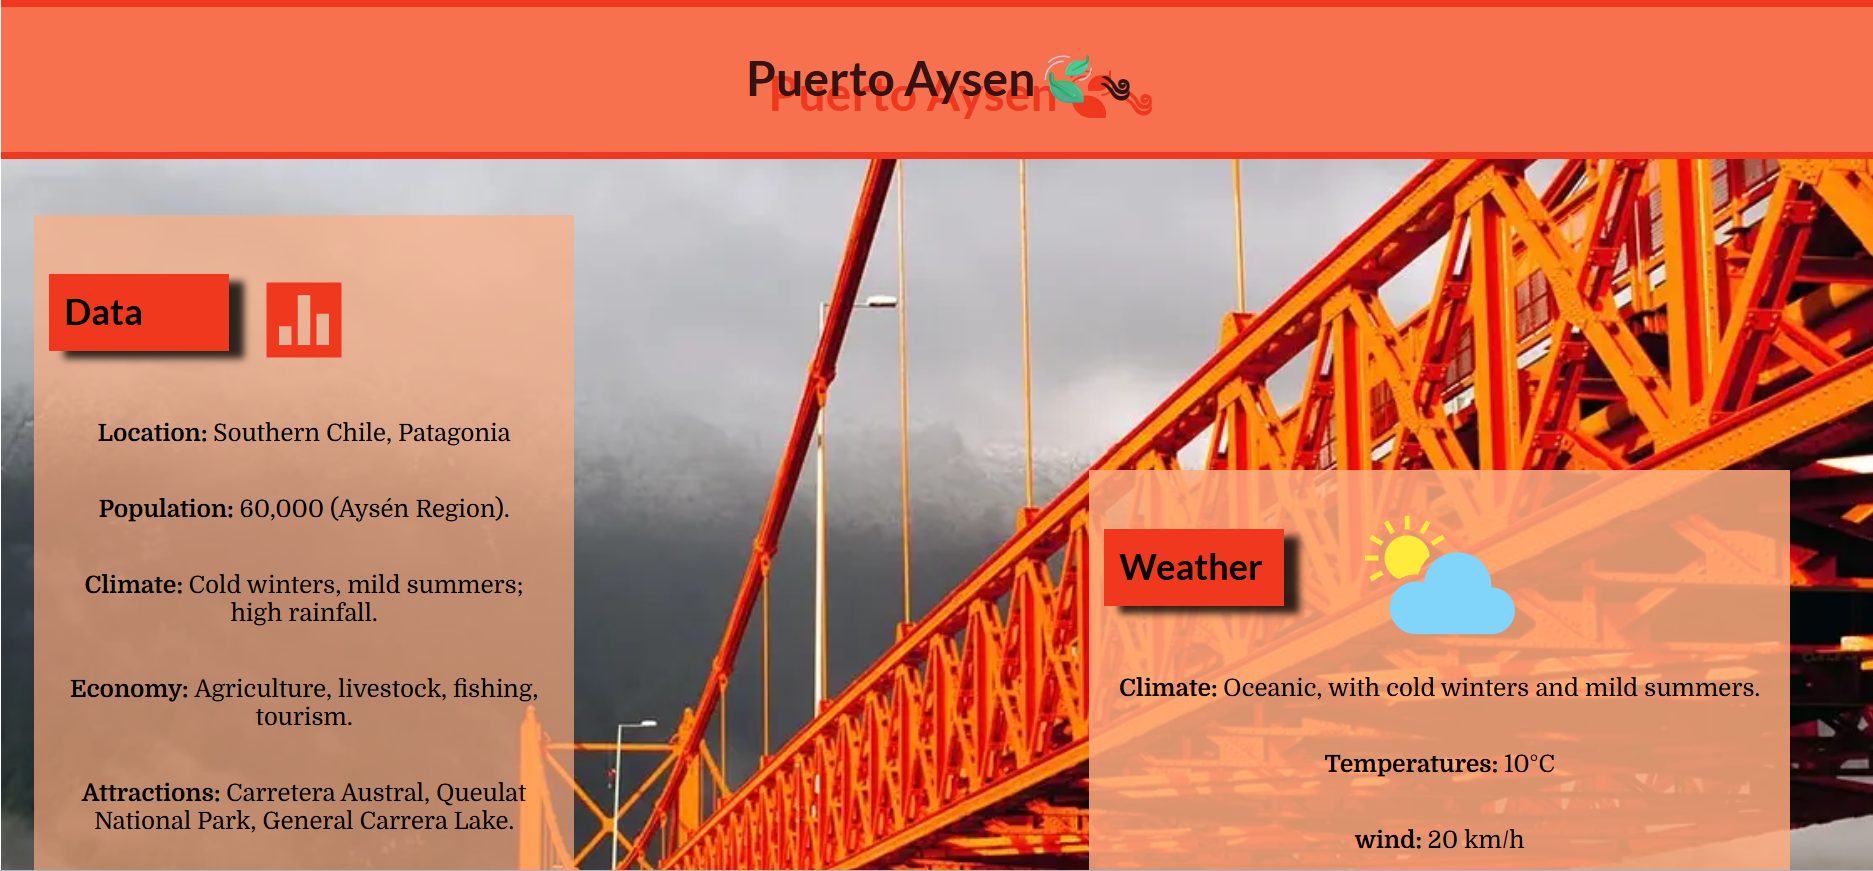 Puerto Aysen
Data
Location: Southern Chile, Patagonia
Population: 60,000 (Aysén Region).
Climate: Cold winters, mild summers;
high rainfall.
Economy: Agriculture, livestock, fishing,
tourism.
Attractions: Carretera Austral, Queulat
National Park, General Carrera Lake.
Weather
Climate: Oceanic, with cold winters and mild summers.
Temperatures: 10°C
wind: 20 km/h